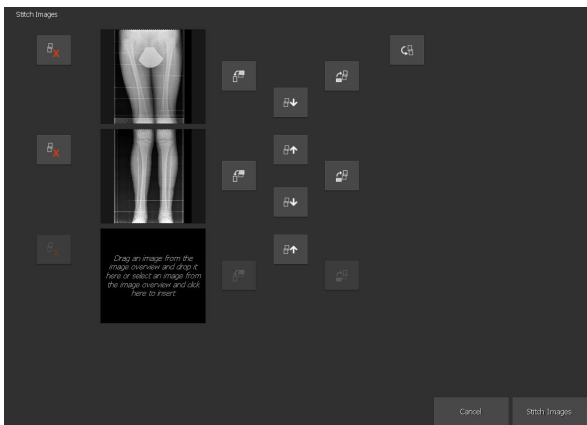 Stitch Images
Drag an image from the
image overview and drop it
here or select an image from
the image overview and click
here to insert
Cancel
Stitch Images